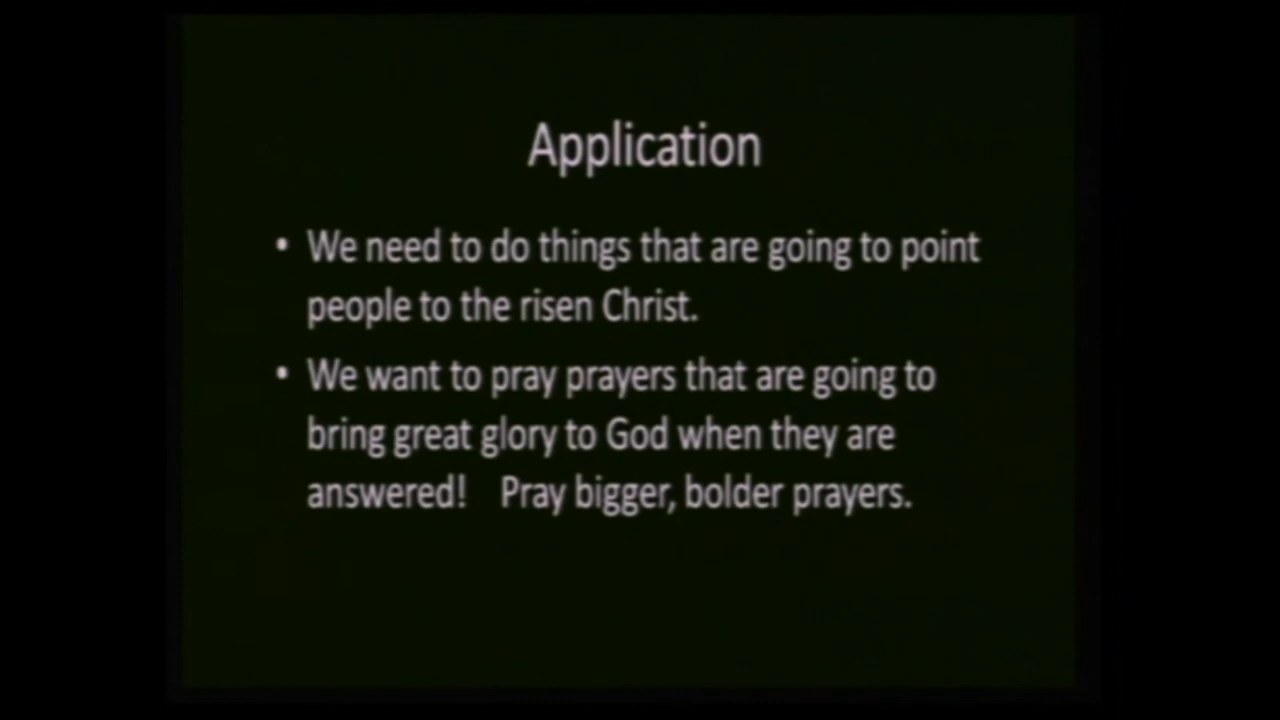 Application
• We need to do things that are going to point
people to the risen Christ.
• We want to pray prayers that are going to
bring great glory to God when they are
answered!    Pray bigger, bolder prayers.